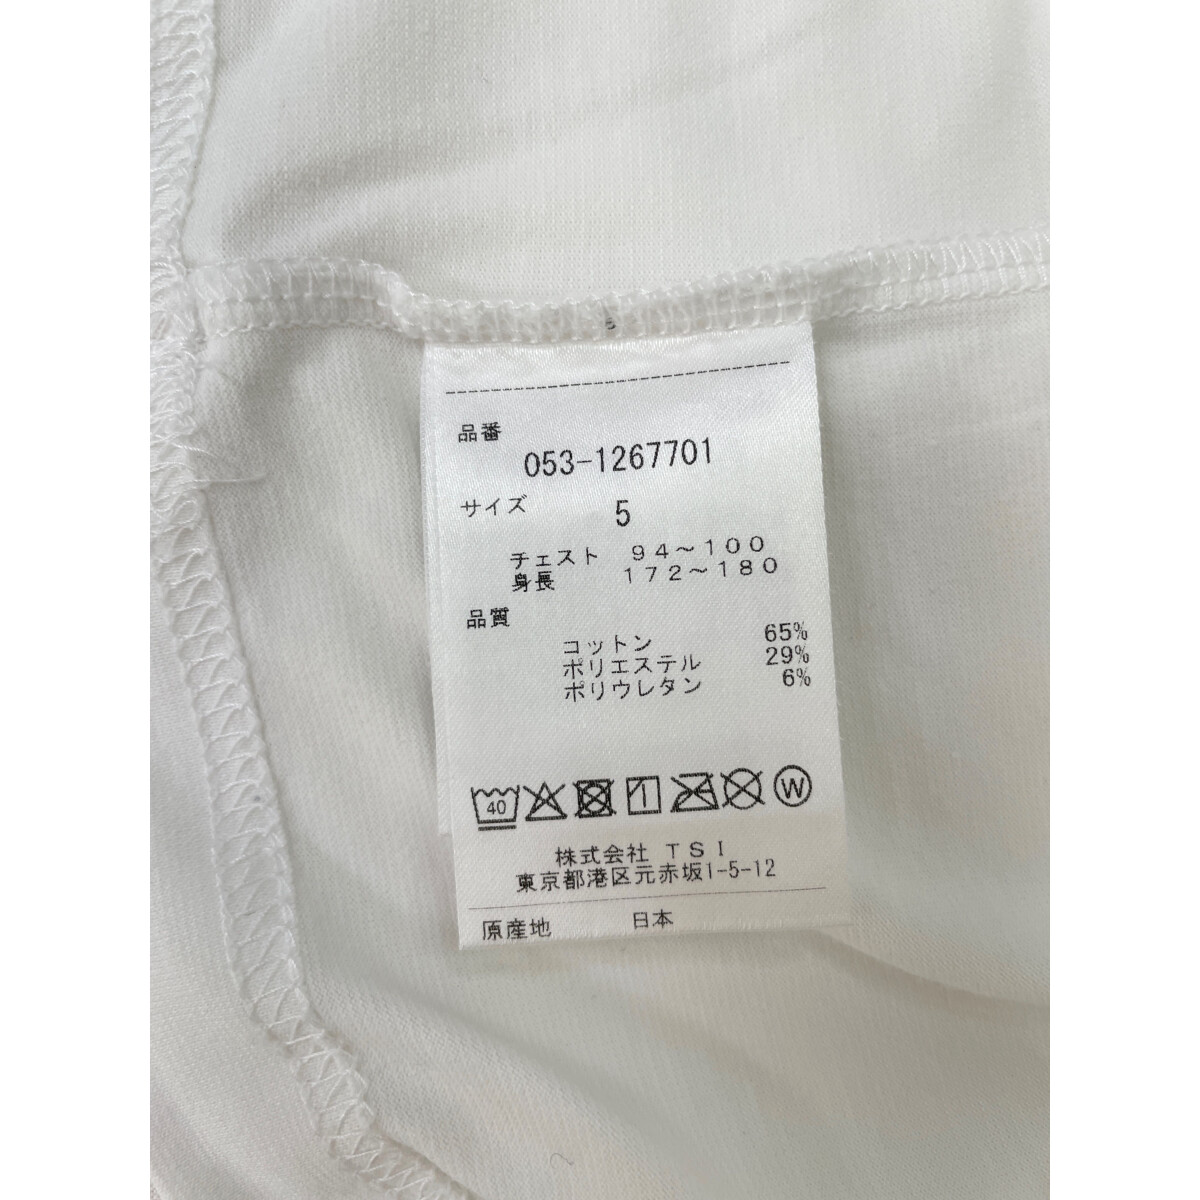 品番
053-1267701
サイズ 5
チェスト 94～100
身長 172～180
品質
コットン 65%
ポリエステル 29%
ポリウレタン 6%
40 W
株式会社 TSI
東京都港区元赤坂1-5-12
原産地 日本